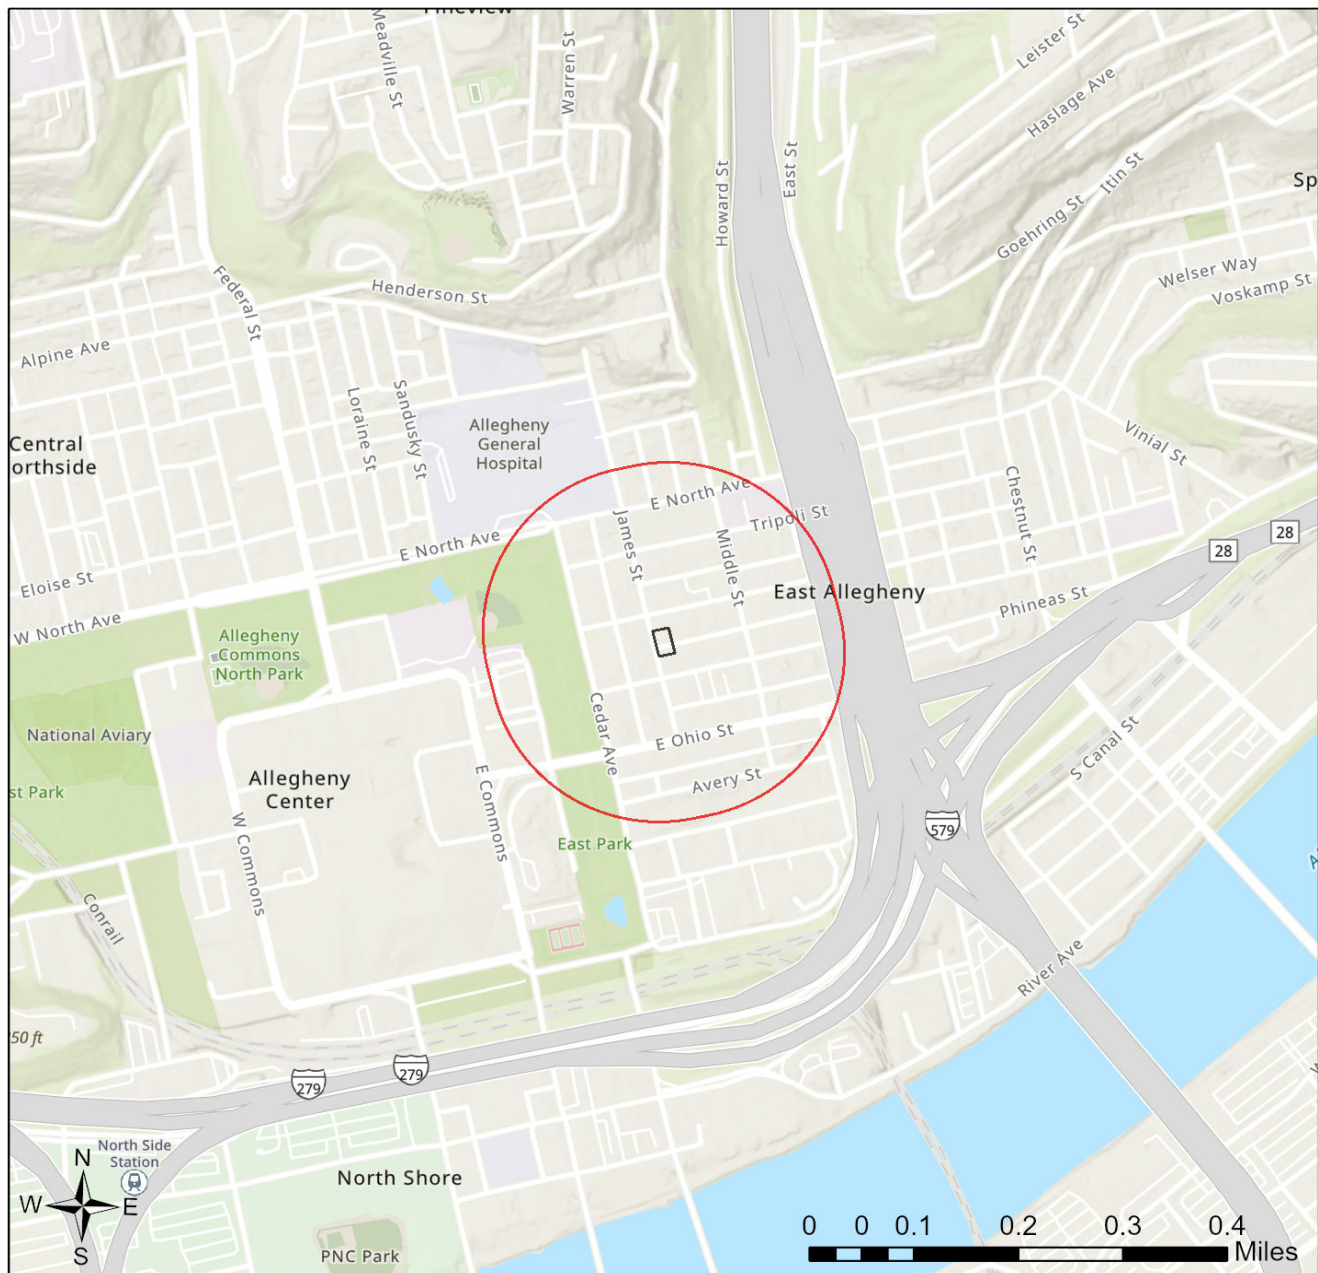 Meadville St
Warren St
Leister St
Haslage Ave
Howard St
East St
Itin St
Sp
Goehring St
Welser Way
Voskamp St
Henderson St
Federal St
Alpine Ave
Sandusky St
Loraine St
Allegheny
General
Hospital
Central
orthside
Vinial St
Chestnut St
E North Ave
James St
Tripoli St
Middle St
28
28
E North Ave
Eloise St
W North Ave
East Allegheny
Phineas St
Allegheny
Commons
North Park
National Aviary
Cedar Ave
E Ohio St
S Canal St
Allegheny
Center
st Park
Avery St
E Commons
W Commons
579
East Park
Conrail
River Ave
50 ft
279
279
North Side
Station
North Shore
PNC Park
N
W
E
S
0 0 0.1 0.2 0.3 0.4
Miles